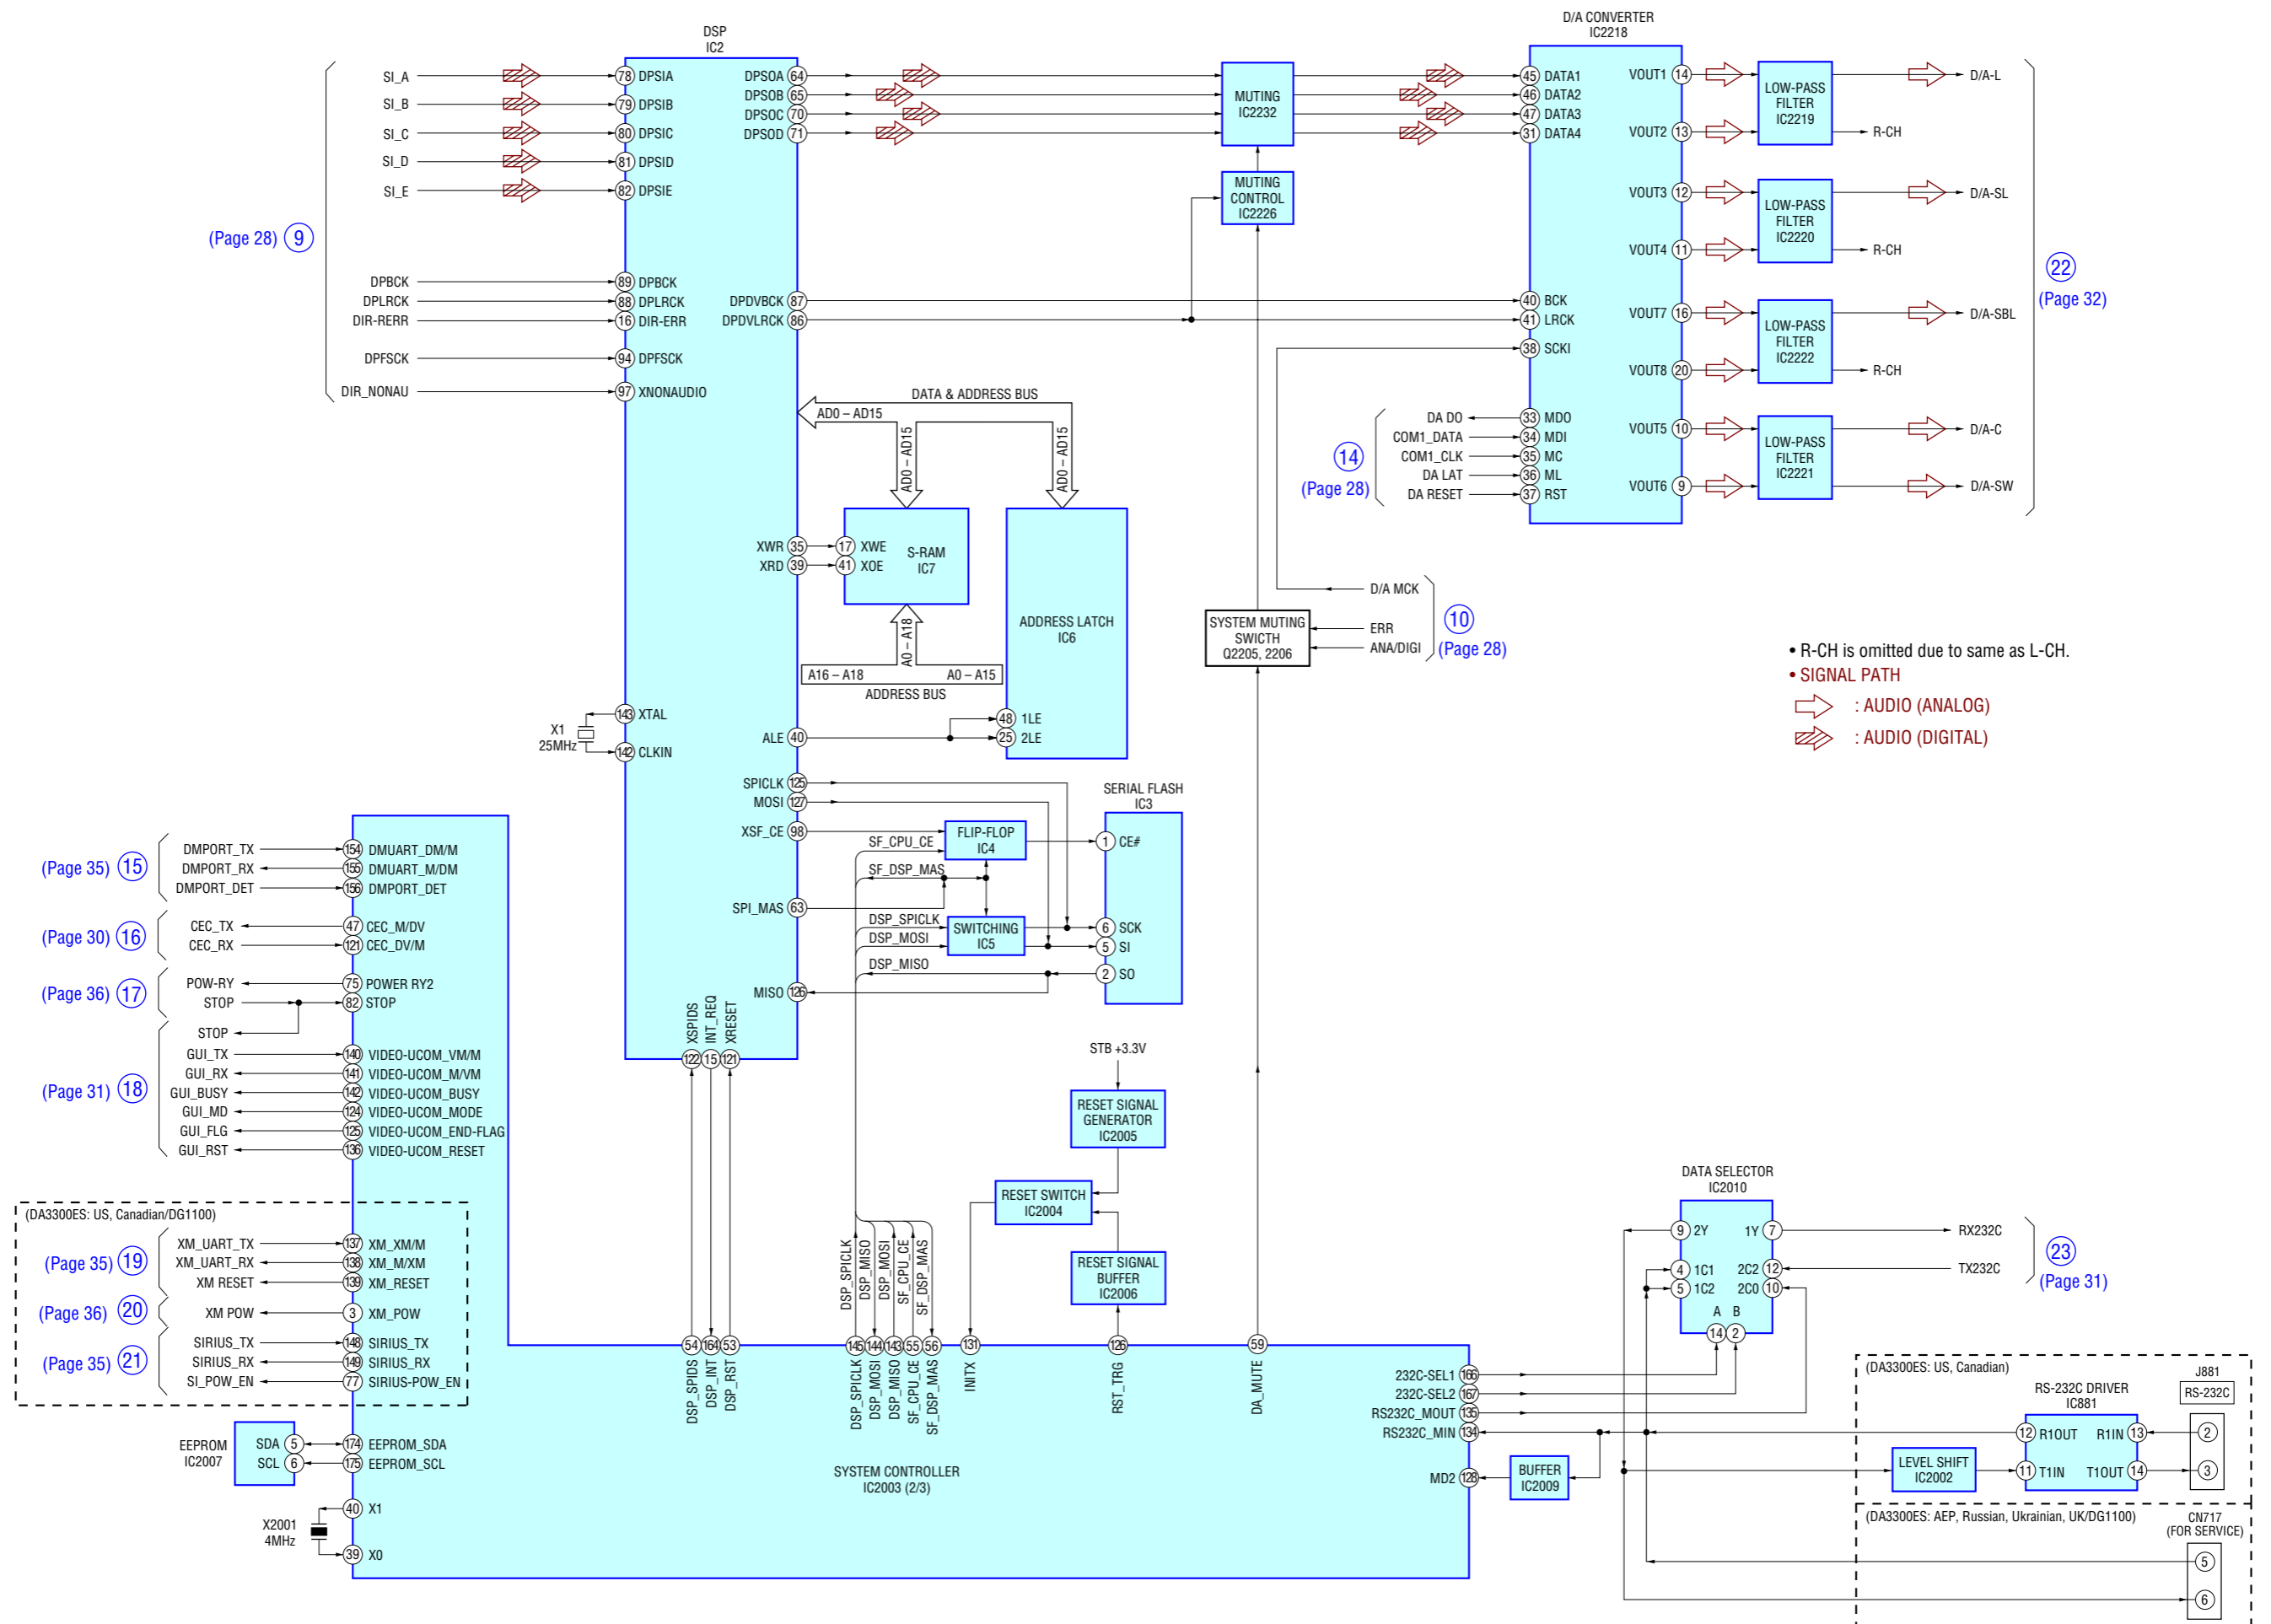 DSP
IC2
SI_A
SI_B
SI_C
SI_D
SI_E
(Page 28) 9
DPBCK
DPLRCK
DIR-RERR
DPFSCK
DIR_NONAU
78 DPSIA
79 DPSIB
80 DPSIC
81 DPSID
82 DPSIE
89 DPBCK
88 DPLRCK
16 DIR-ERR
94 DPFSCK
97 XNONAUDIO
143 XTAL
142 CLKIN
X1
25MHz
DPSOA 64
DPSOB 65
DPSOC 70
DPSOD 71
DPDVBCK 87
DPDVLRCK 86
XWR 35
XRD 39
ALE 40
SPICLK 125
MOSI 127
XSF_CE 98
SPI_MAS 63
MISO 126
XSPIDS
INT_REQ
XRESET
122 15 121
MUTING
IC2232
MUTING
CONTROL
IC2226
D/A CONVERTER
IC2218
45 DATA1
46 DATA2
47 DATA3
31 DATA4
40 BCK
41 LRCK
38 SCKI
33 MDO
34 MDI
35 MC
36 ML
37 RST
DA DO
COM1_DATA
COM1_CLK
DA LAT
DA RESET
14
(Page 28)
VOUT1 14
VOUT2 13
VOUT3 12
VOUT4 11
VOUT7 16
VOUT8 20
VOUT5 10
VOUT6 9
LOW-PASS
FILTER
IC2219
LOW-PASS
FILTER
IC2220
LOW-PASS
FILTER
IC2222
LOW-PASS
FILTER
IC2221
D/A-L
R-CH
D/A-SL
R-CH
D/A-SBL
R-CH
D/A-C
D/A-SW
22
(Page 32)
DATA & ADDRESS BUS
AD0 – AD15
AD0 – AD15
AD0 – AD15
17 XWE
41 XOE
S-RAM
IC7
ADDRESS LATCH
IC6
48 1LE
25 2LE
A0 – A18
A16 – A18
A0 – A15
ADDRESS BUS
D/A MCK
ERR
ANA/DIGI
10
(Page 28)
SYSTEM MUTING
SWICTH
Q2205, 2206
• R-CH is omitted due to same as L-CH.
• SIGNAL PATH
: AUDIO (ANALOG)
: AUDIO (DIGITAL)
SERIAL FLASH
IC3
1 CE#
6 SCK
5 SI
2 SO
FLIP-FLOP
IC4
SWITCHING
IC5
SF_CPU_CE
SF_DSP_MAS
DSP_SPICLK
DSP_MOSI
DSP_MISO
(Page 35) 15
DMPORT_TX
DMPORT_RX
DMPORT_DET
154 DMUART_DM/M
155 DMUART_M/DM
156 DMPORT_DET
(Page 30) 16
CEC_TX
CEC_RX
47 CEC_M/DV
121 CEC_DV/M
(Page 36) 17
POW-RY
STOP
75 POWER RY2
82 STOP
(Page 31) 18
STOP
GUI_TX
GUI_RX
GUI_BUSY
GUI_MD
GUI_FLG
GUI_RST
140 VIDEO-UCOM_VM/M
141 VIDEO-UCOM_M/VM
142 VIDEO-UCOM_BUSY
124 VIDEO-UCOM_MODE
125 VIDEO-UCOM_END-FLAG
136 VIDEO-UCOM_RESET
(DA3300ES: US, Canadian/DG1100)
(Page 35) 19
XM_UART_TX
XM_UART_RX
XM RESET
137 XM_XM/M
138 XM_M/XM
139 XM_RESET
(Page 36) 20
XM POW
3 XM_POW
(Page 35) 21
SIRIUS_TX
SIRIUS_RX
SI_POW_EN
148 SIRIUS_TX
149 SIRIUS_RX
77 SIRIUS-POW_EN
EEPROM
IC2007
SDA 5
SCL 6
174 EEPROM_SDA
175 EEPROM_SCL
X2001
4MHz
40 X1
39 X0
STB +3.3V
RESET SIGNAL
GENERATOR
IC2005
RESET SWITCH
IC2004
RESET SIGNAL
BUFFER
IC2006
DSP_SPICLK
DSP_MISO
DSP_MOSI
SF_CPU_CE
SF_DSP_MAS
54 164 53
145 144 143 55 56
131
126
59
DSP_SPIDS
DSP_INT
DSP_RST
DSP_SPICLK
DSP_MOSI
DSP_MISO
SF_CPU_CE
SF_DSP_MAS
INITX
RST_TRG
DA_MUTE
SYSTEM CONTROLLER
IC2003 (2/3)
232C-SEL1 166
232C-SEL2 167
RS232C_MOUT 135
RS232C_MIN 134
MD2 128
BUFFER
IC2009
DATA SELECTOR
IC2010
9 2Y
1Y 7
4 1C1
5 1C2
2C2 12
2C0 10
A B
14 2
RX232C
TX232C
23
(Page 31)
(DA3300ES: US, Canadian)
J881
RS-232C
RS-232C DRIVER
IC881
12 R1OUT
R1IN 13
11 T1IN
T1OUT 14
2
3
LEVEL SHIFT
IC2002
(DA3300ES: AEP, Russian, Ukrainian, UK/DG1100)
CN717
(FOR SERVICE)
5
6